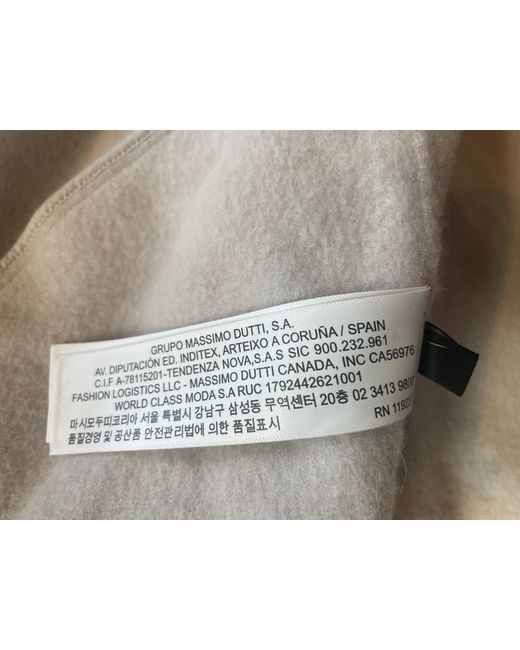 GRUPO MASSIMO DUTTI, S.A.
AV. DIPUTACIÓN ED. INDITEX, ARTEIXO A CORUÑA / SPAIN
C.I.F A-78115201-TENDENZA NOVA,S.A.S SIC 900.232.961
FASHION LOGISTICS LLC - MASSIMO DUTTI CANADA, INC CA56976
WORLD CLASS MODA S.A RUC 1792442621001
마시모두띠코리아 서울 특별시 강남구 삼성동 무역센터 20층 02 3413 9800
품질경영 및 공산품 안전관리법에 의한 품질표시
RN